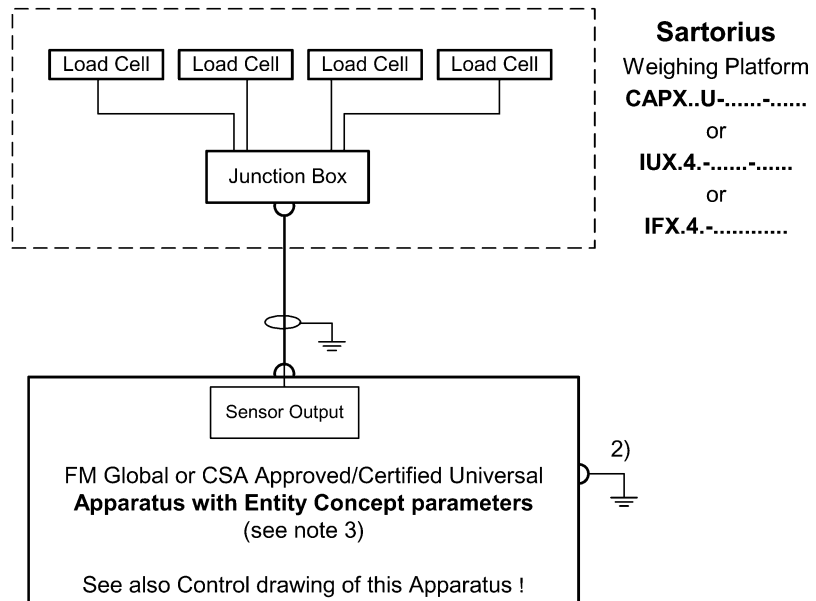 Load Cell
Load Cell
Load Cell
Load Cell
Junction Box
Sartorius
Weighing Platform
CAPX..U-......-......
or
IUX.4.-......-......
or
IFX.4.-............
Sensor Output
FM Global or CSA Approved/Certified Universal
Apparatus with Entity Concept parameters
(see note 3)
See also Control drawing of this Apparatus !
2)